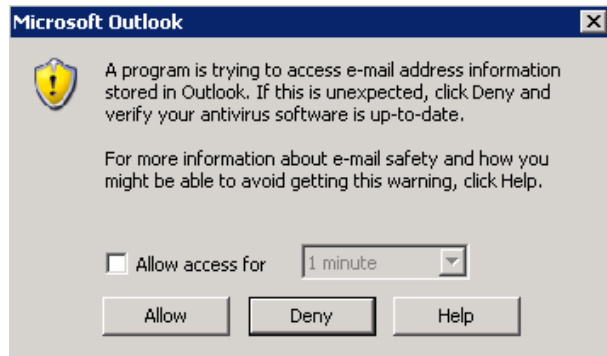 Microsoft Outlook
A program is trying to access e-mail address information
stored in Outlook. If this is unexpected, click Deny and
verify your antivirus software is up-to-date.
For more information about e-mail safety and how you
might be able to avoid getting this warning, click Help.
Allow access for 1 minute
Allow Deny Help